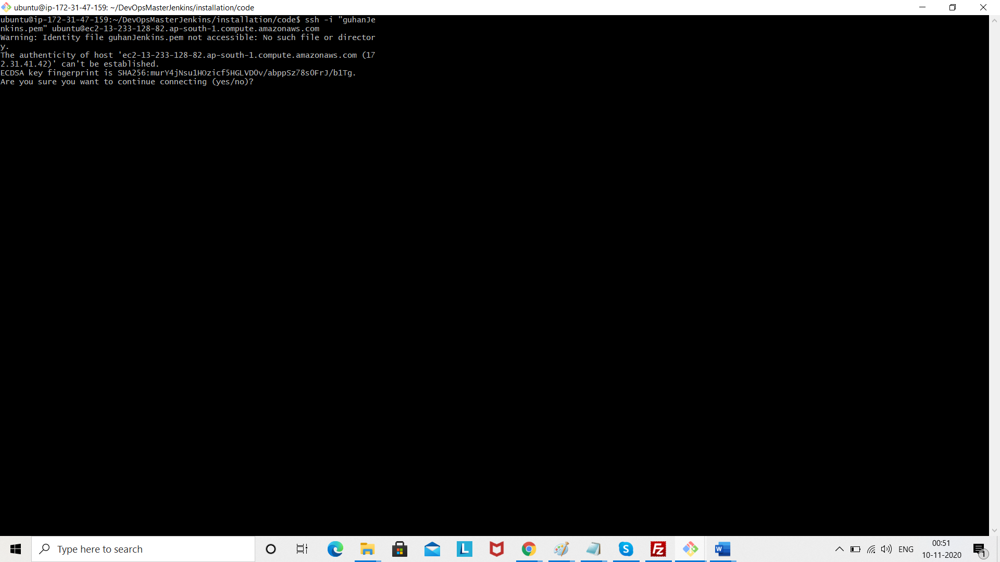 ubuntu@ip-172-31-47-159: ~/DevOpsMasterJenkins/installation/code
ubuntu@ip-172-31-47-159:~/DevOpsMasterJenkins/installation/code$ ssh -i "guhanJe
nkins.pem" ubuntu@ec2-13-233-128-82.ap-south-1.compute.amazonaws.com
Warning: Identity file guhanJenkins.pem not accessible: No such file or director
y.
The authenticity of host 'ec2-13-233-128-82.ap-south-1.compute.amazonaws.com (17
2.31.41.42)' can't be established.
ECDSA key fingerprint is SHA256:murY4jNsu1HOzicf5HGLVD0v/abppSz78s0FrJ/b1Tg.
Are you sure you want to continue connecting (yes/no)?
Type here to search
L
S
Fz
W
ENG
00:51
10-11-2020
1